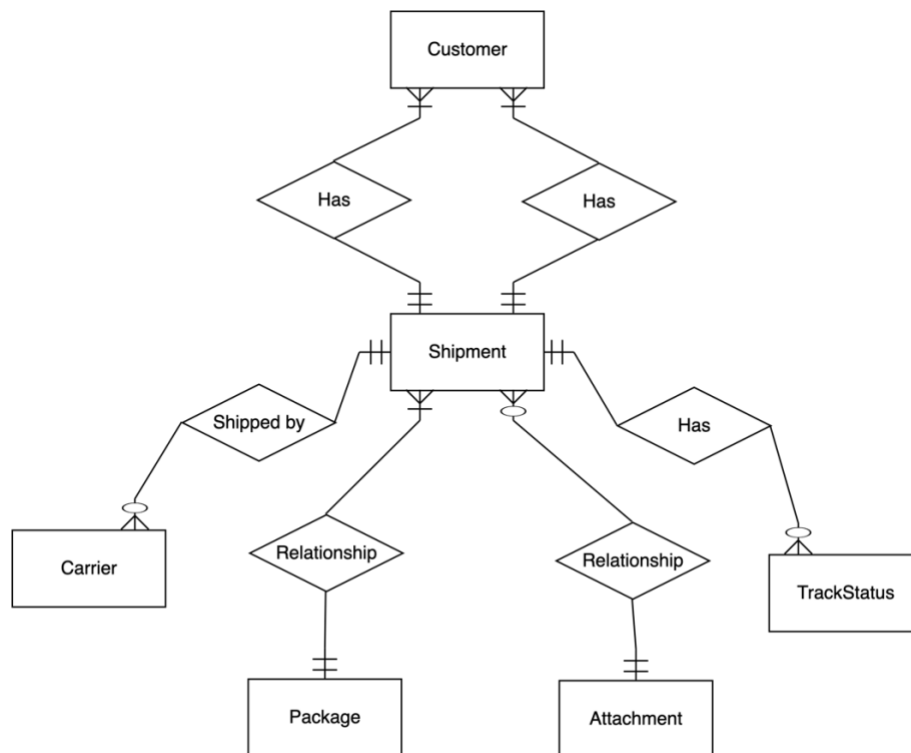 Customer
Has
Has
Shipment
Shipped by
Has
Relationship
Relationship
Carrier
TrackStatus
Package
Attachment